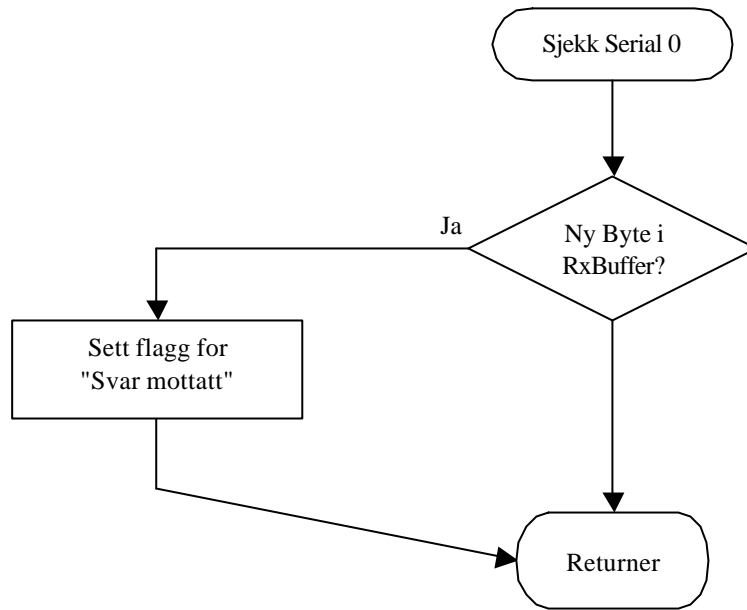 Sjekk Serial 0
Ja
Ny Byte i
RxBuffer?
Sett flagg for
"Svar mottatt"
Returner